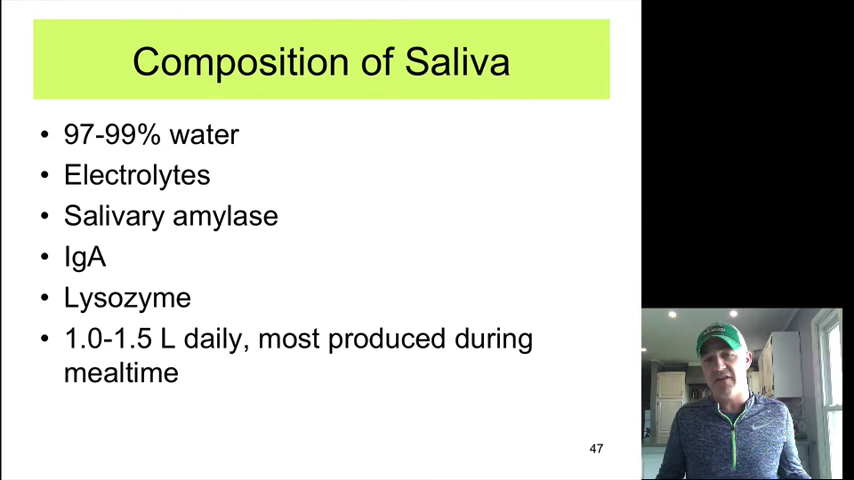 Composition of Saliva
• 97-99% water
• Electrolytes
• Salivary amylase
• IgA
• Lysozyme
• 1.0-1.5 L daily, most produced during
mealtime
47